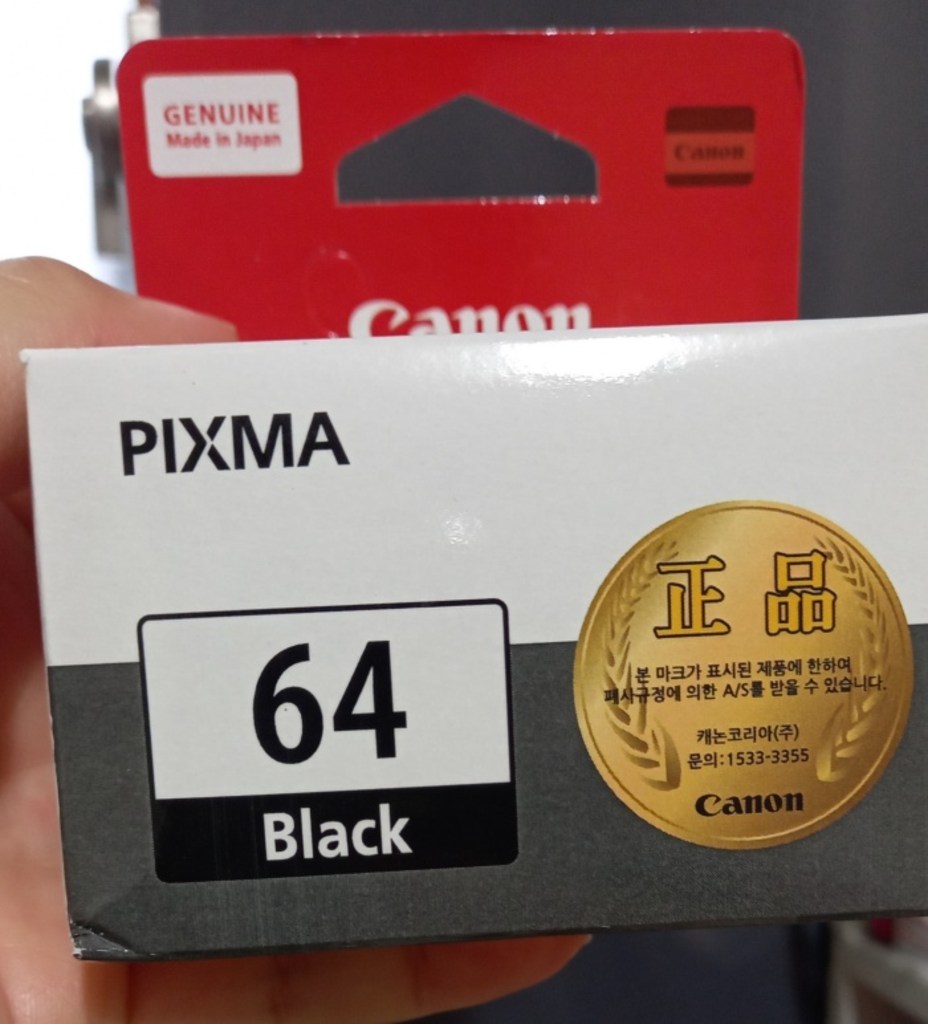 GENUINE
Made in Japan
Canon
Canon
PIXMA
64
Black
正品
본 마크가 표시된 제품에 한하여
폐사규정에 의한 A/S를 받을 수 있습니다.
캐논코리아(주)
문의:1533-3355
Canon